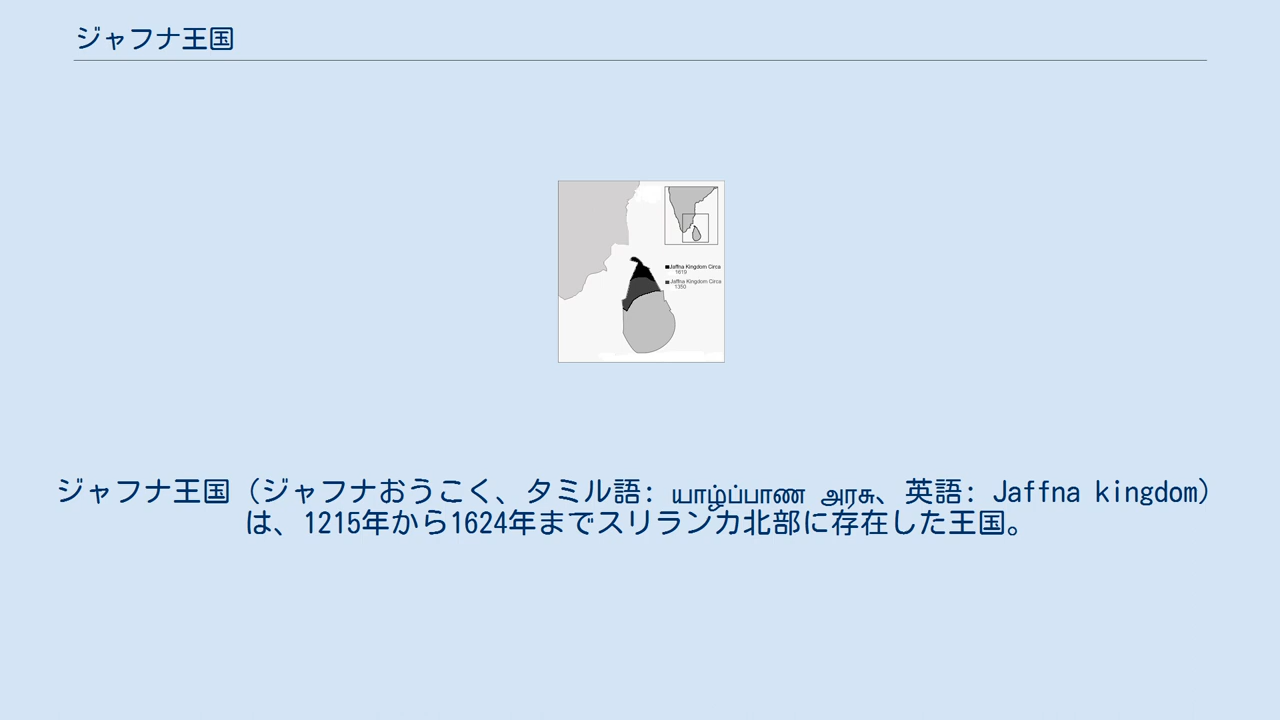 ジャフナ王国
Jaffna Kingdom Circa
1619
Jaffna Kingdom Circa
1350
ジャフナ王国（ジャフナおうこく、タミル語: யாழ்ப்பாண அரசு、英語: Jaffna kingdom）
は、1215年から1624年までスリランカ北部に存在した王国。